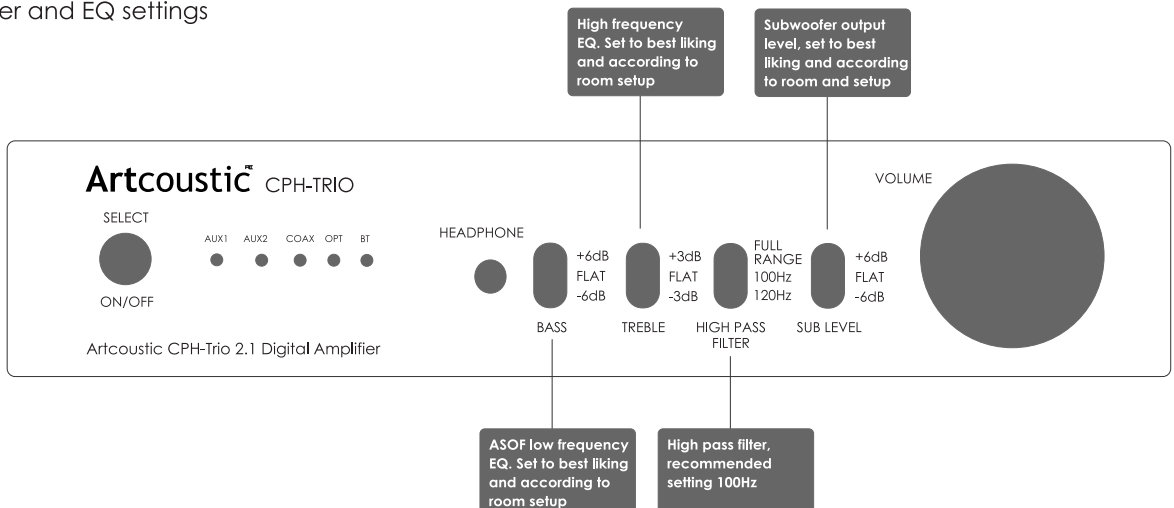 er and EQ settings
High frequency
EQ. Set to best liking
and according to
room setup
Subwoofer output
level, set to best
liking and according
to room and setup
Artcoustic CPH-TRIO
VOLUME
SELECT
AUX1 AUX2 COAX OPT BT
HEADPHONE
ON/OFF
+6dB
FLAT
-6dB
BASS
+3dB
FLAT
-3dB
TREBLE
FULL
RANGE
100Hz
120Hz
HIGH PASS
FILTER
+6dB
FLAT
-6dB
SUB LEVEL
Artcoustic CPH-Trio 2.1 Digital Amplifier
ASOF low frequency
EQ. Set to best liking
and according to
room setup
High pass filter,
recommended
setting 100Hz